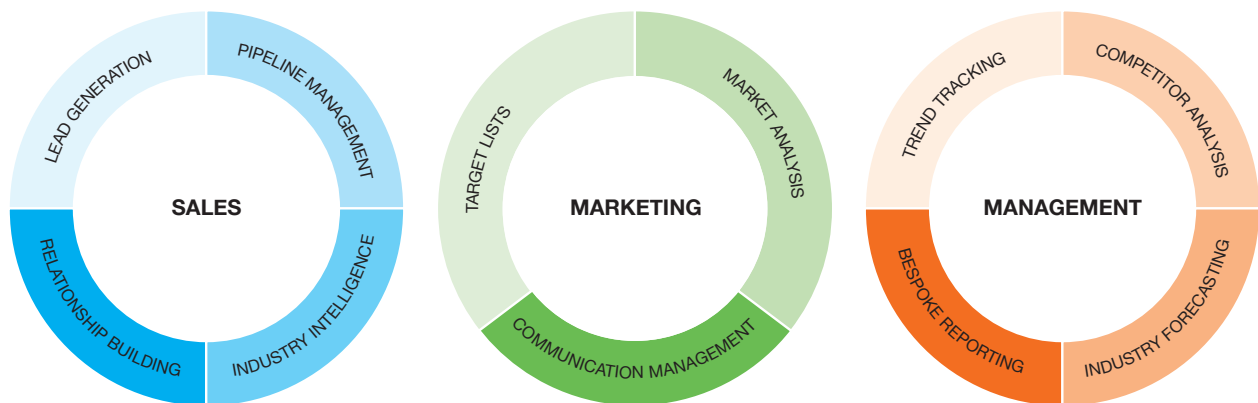 LEAD GENERATION
PIPELINE MANAGEMENT
SALES
RELATIONSHIP BUILDING
INDUSTRY INTELLIGENCE
TARGET LISTS
MARKET ANALYSIS
MARKETING
COMMUNICATION MANAGEMENT
TREND TRACKING
COMPETITOR ANALYSIS
MANAGEMENT
BESPOKE REPORTING
INDUSTRY FORECASTING